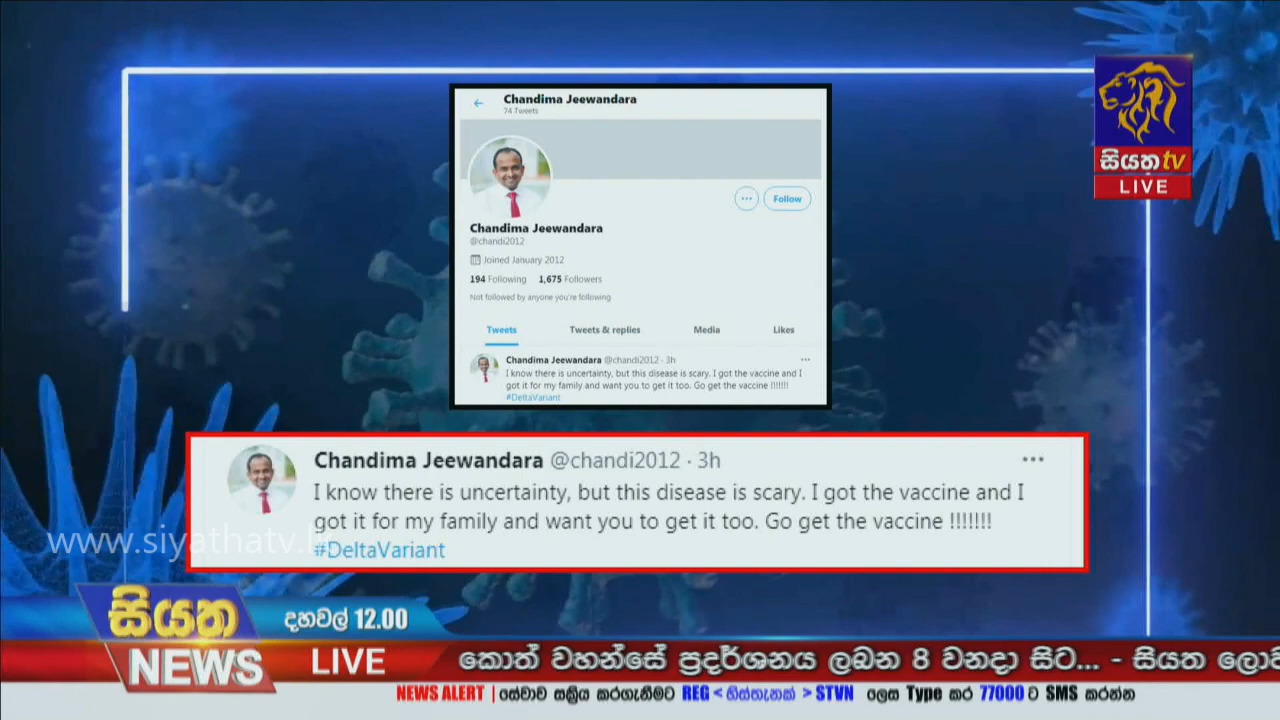 Chandima Jeewandara
74 Tweets
Follow
Chandima Jeewandara
@chandi2012
Joined January 2012
194 Following 1,675 Followers
Not followed by anyone you're following
Tweets Tweets & replies Media Likes
Chandima Jeewandara @chandi2012 · 3h
I know there is uncertainty, but this disease is scary. I got the vaccine and I
got it for my family and want you to get it too. Go get the vaccine !!!!!!!
#DeltaVariant
සියත tv
LIVE
Chandima Jeewandara @chandi2012 · 3h
I know there is uncertainty, but this disease is scary. I got the vaccine and I
got it for my family and want you to get it too. Go get the vaccine !!!!!!!
#DeltaVariant
www.siyathatv.lk
සියත
NEWS
දහවල් 12.00
LIVE
කොත් වහන්සේ ප්‍රදර්ශනය ලබන 8 වනදා සිට... - සියත
NEWS ALERT | සේවාව සක්‍රීය කරගැනීමට REG < හිස්තැනක් > STVN ලෙස Type කර 77000 ට SMS කරන්න